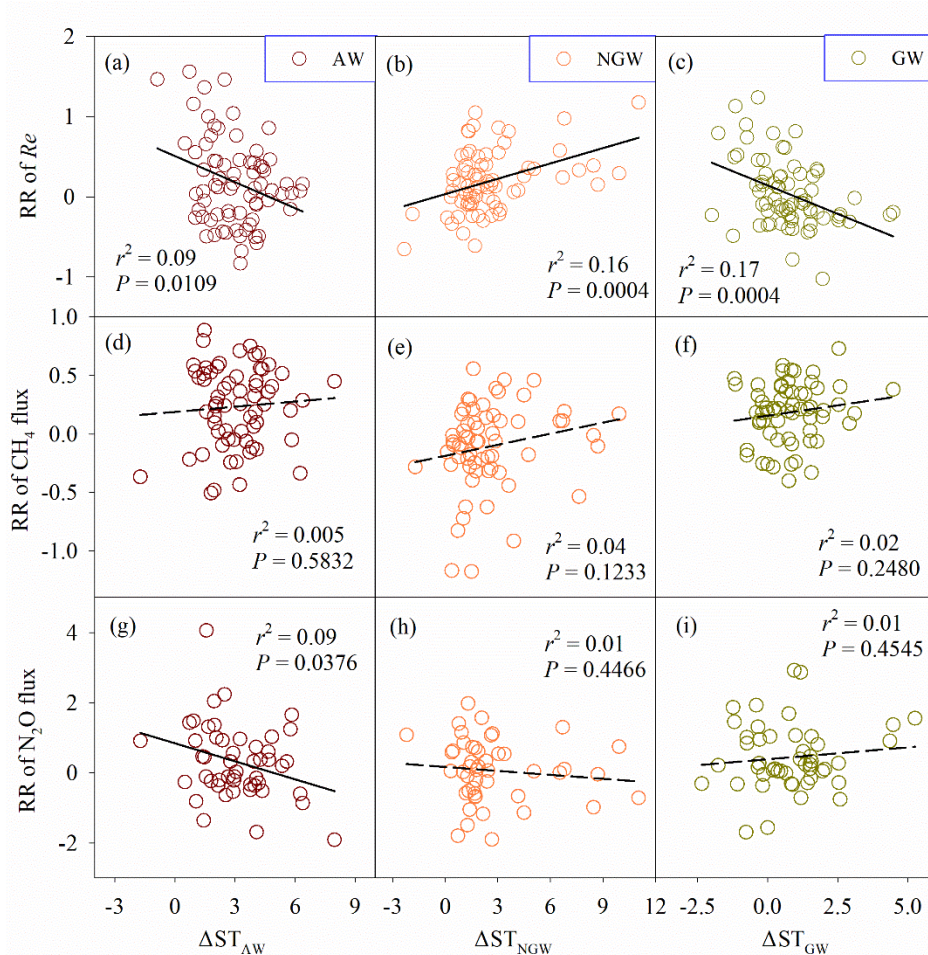 2
1
0
-1
RR of Re
(a)
AW
r² = 0.09
P = 0.0109
(b)
NGW
r² = 0.16
P = 0.0004
(c)
GW
r² = 0.17
P = 0.0004
1.0
0.5
0.0
-0.5
-1.0
RR of CH₄ flux
(d)
r² = 0.005
P = 0.5832
(e)
r² = 0.04
P = 0.1233
(f)
r² = 0.02
P = 0.2480
4
2
0
-2
RR of N₂O flux
(g)
r² = 0.09
P = 0.0376
(h)
r² = 0.01
P = 0.4466
(i)
r² = 0.01
P = 0.4545
-3 0 3 6 9
-3 0 3 6 9 12
-2.5 0.0 2.5 5.0
ΔST_AW
ΔST_NGW
ΔST_GW